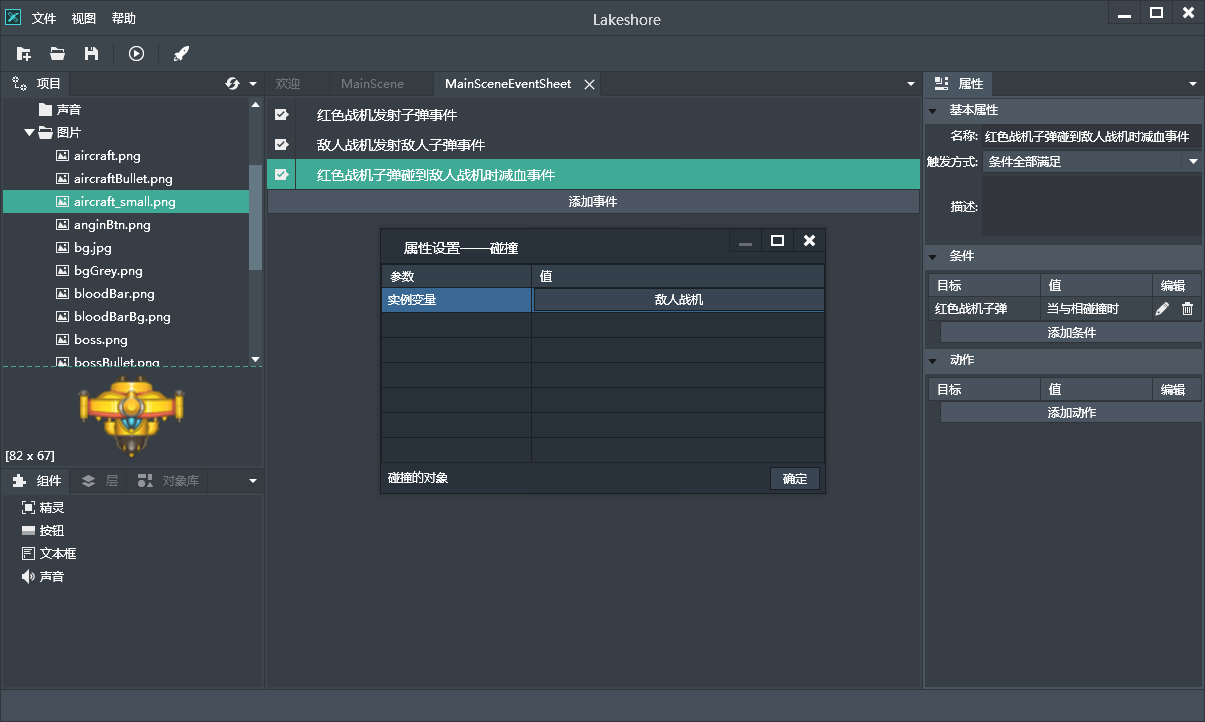 文件 视图 帮助
Lakeshore
项目
声音
图片
aircraft.png
aircraftBullet.png
aircraft_small.png
anginBtn.png
bg.jpg
bgGrey.png
bloodBar.png
bloodBarBg.png
boss.png
bossBullet.png
[82 x 67]
组件 层 对象库
精灵
按钮
文本框
声音
欢迎 MainScene MainSceneEventSheet
红色战机发射子弹事件
敌人战机发射敌人子弹事件
红色战机子弹碰到敌人战机时减血事件
添加事件
属性设置——碰撞
参数 值
实例变量 敌人战机
碰撞的对象 确定
属性
基本属性
名称: 红色战机子弹碰到敌人战机时减血事件
触发方式: 条件全部满足
描述:
条件
目标 值 编辑
红色战机子弹 当与相碰撞时
添加条件
动作
目标 值 编辑
添加动作